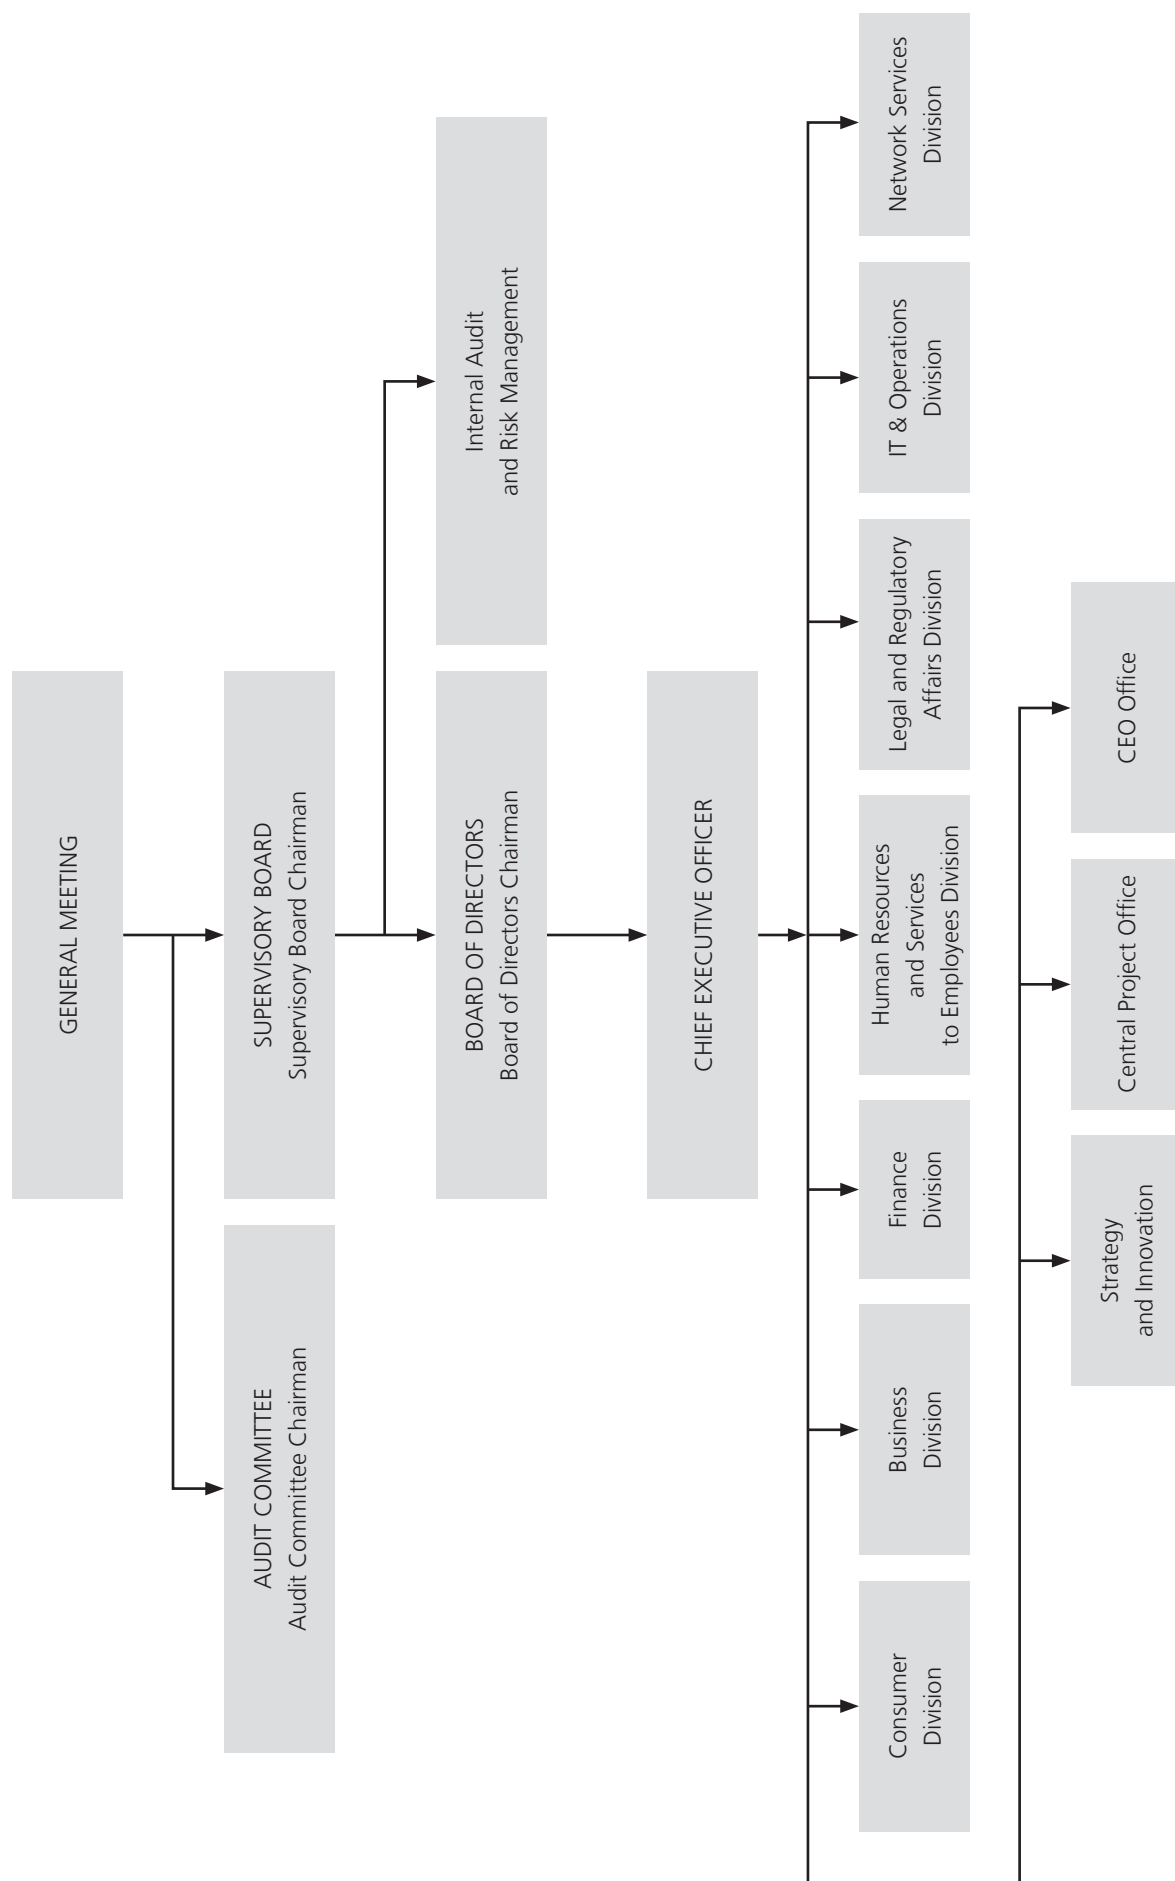 GENERAL MEETING
AUDIT COMMITTEE
Audit Committee Chairman
SUPERVISORY BOARD
Supervisory Board Chairman
BOARD OF DIRECTORS
Board of Directors Chairman
Internal Audit
and Risk Management
CHIEF EXECUTIVE OFFICER
Consumer
Division
Business
Division
Finance
Division
Human Resources
and Services
to Employees Division
Legal and Regulatory
Affairs Division
IT & Operations
Division
Network Services
Division
Strategy
and Innovation
Central Project Office
CEO Office